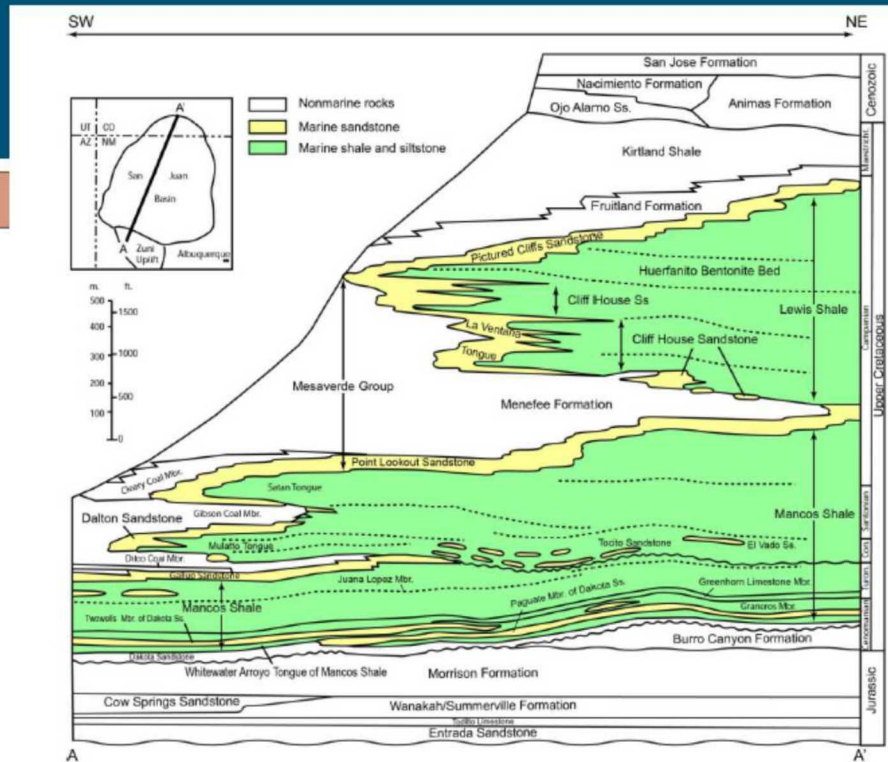 SW
NE
San Jose Formation
Nacimiento Formation
Ojo Alamo Ss.
Animas Formation
Cenozoic
A'
UT
CO
AZ
NM
San
Juan
Basin
A
Zuni
Uplift
Albuquerque
Nonmarine rocks
Marine sandstone
Marine shale and siltstone
Kirtland Shale
Maastricht.
Fruitland Formation
Pictured Cliffs Sandstone
Huerfanito Bentonite Bed
Cliff House Ss
Lewis Shale
La Ventana
Tongue
Cliff House Sandstone
Campanian
Upper Cretaceous
m.
ft.
500
400
300
200
100
1500
1000
500
0
Mesaverde Group
Menefee Formation
Point Lookout Sandstone
Cleary Coal Mbr.
Satan Tongue
Gibson Coal Mbr.
Dalton Sandstone
Mancos Shale
Santonian
Mulatto Tongue
Tocito Sandstone
El Vado Ss.
Con.
Dilco Coal Mbr.
Gallup Sandstone
Juana Lopez Mbr.
Turon.
Mancos Shale
Greenhorn Limestone Mbr.
Paguate Mbr. of Dakota Ss.
Graneros Mbr.
Twowells Mbr. of Dakota Ss.
Cenomanian
Burro Canyon Formation
Dakota Sandstone
Whitewater Arroyo Tongue of Mancos Shale
Morrison Formation
Cow Springs Sandstone
Wanakah/Summerville Formation
Todilto Limestone
Entrada Sandstone
Jurassic
A
A'